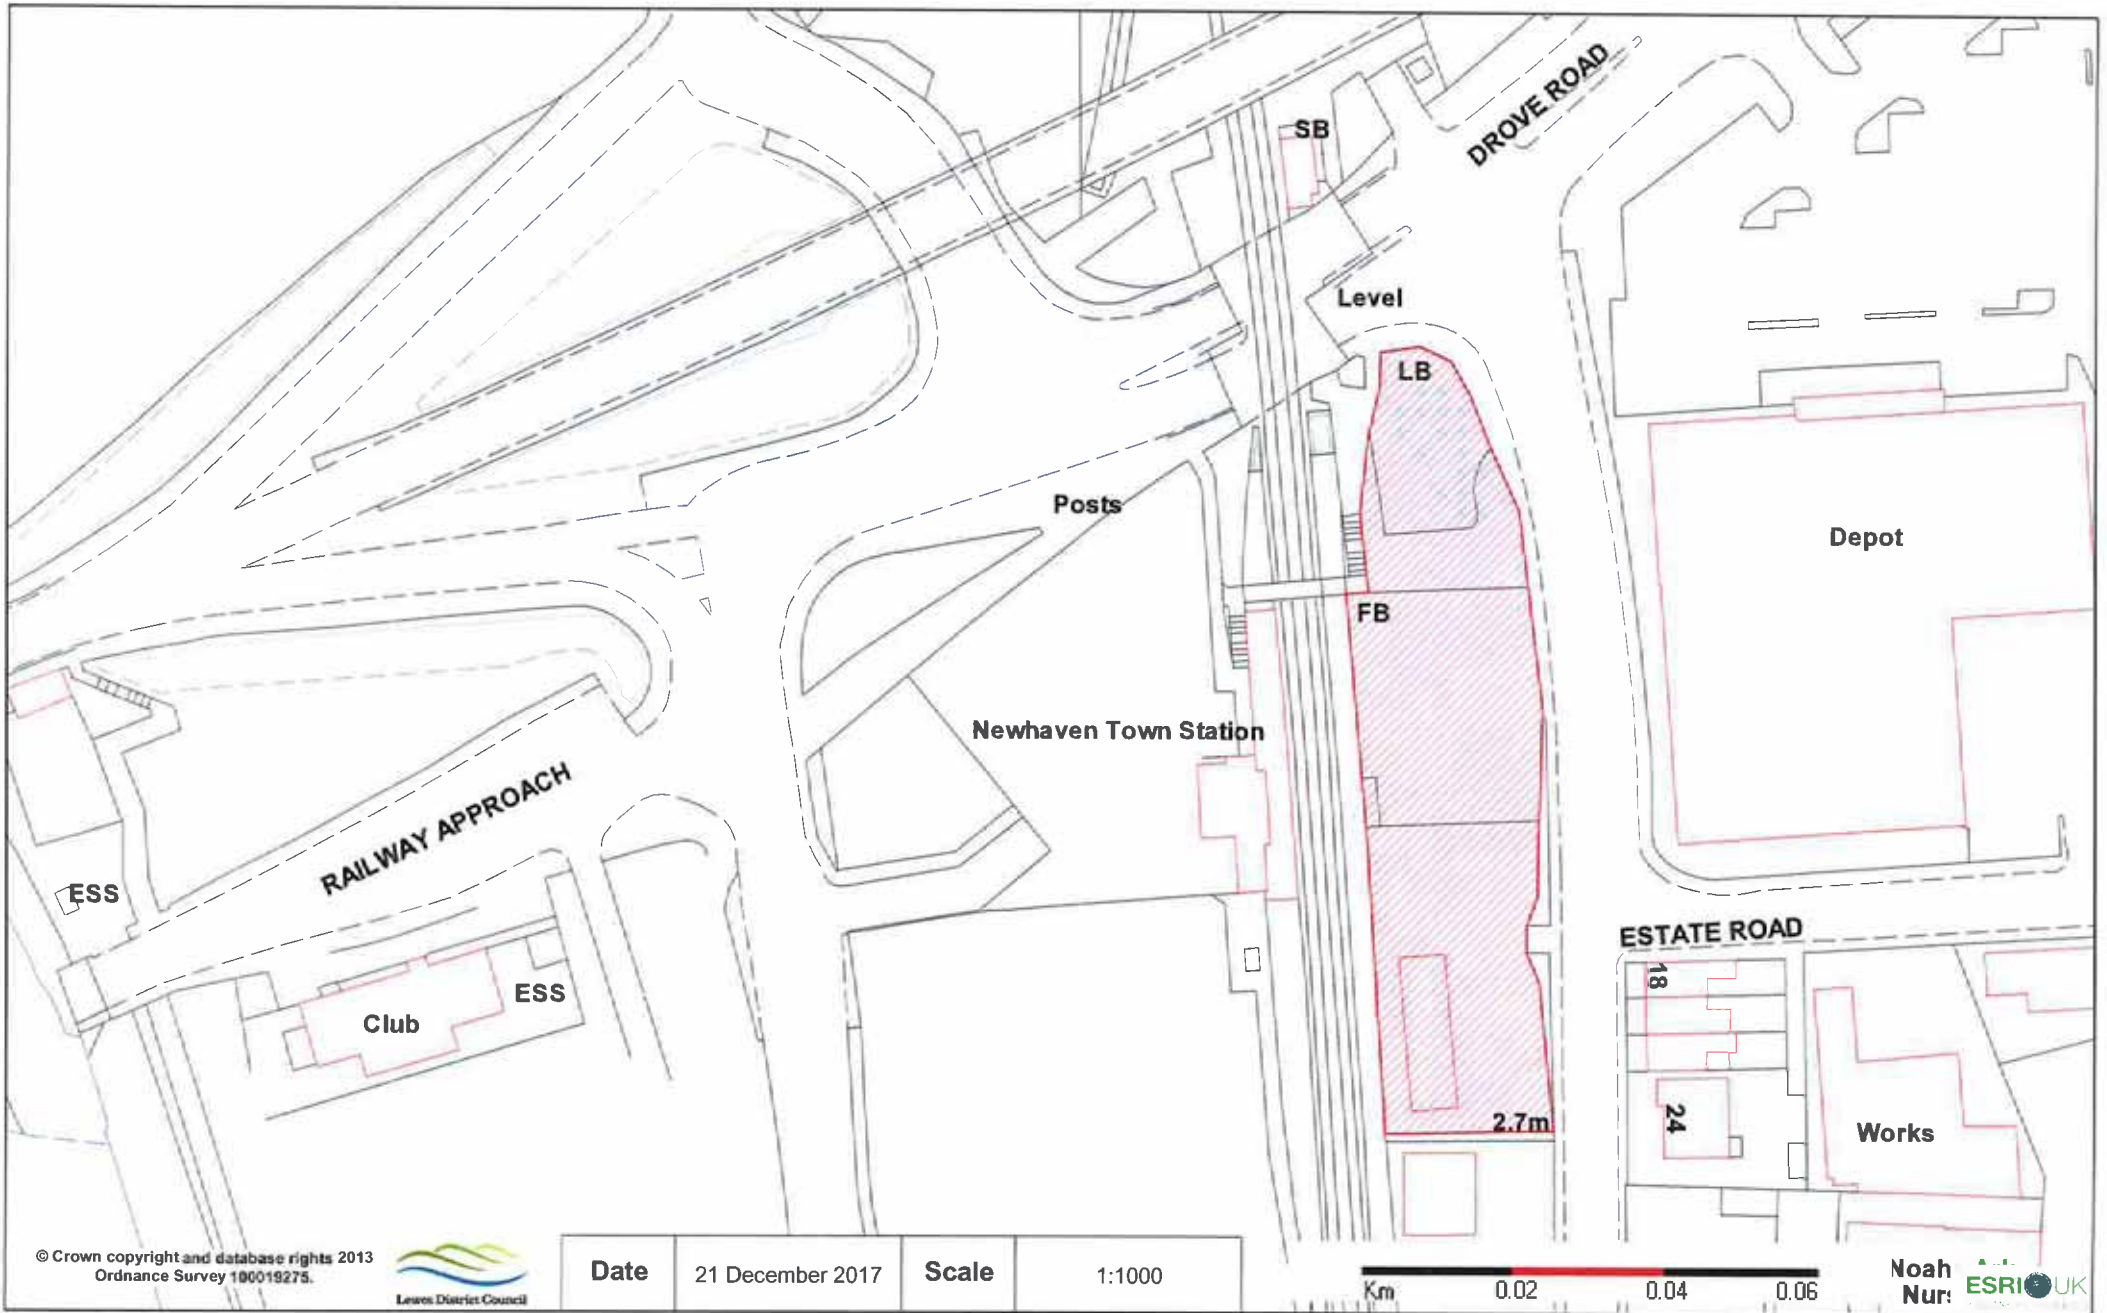 SB
DROVE ROAD
Level
LB
Posts
Depot
FB
Newhaven Town Station
RAILWAY APPROACH
ESS
ESTATE ROAD
18
ESS
Club
24
2.7m
Works
© Crown copyright and database rights 2013
Ordnance Survey 100019275.
Lewes District Council
Date
21 December 2017
Scale
1:1000
Km
0.02
0.04
0.06
Noah
ESRI UK